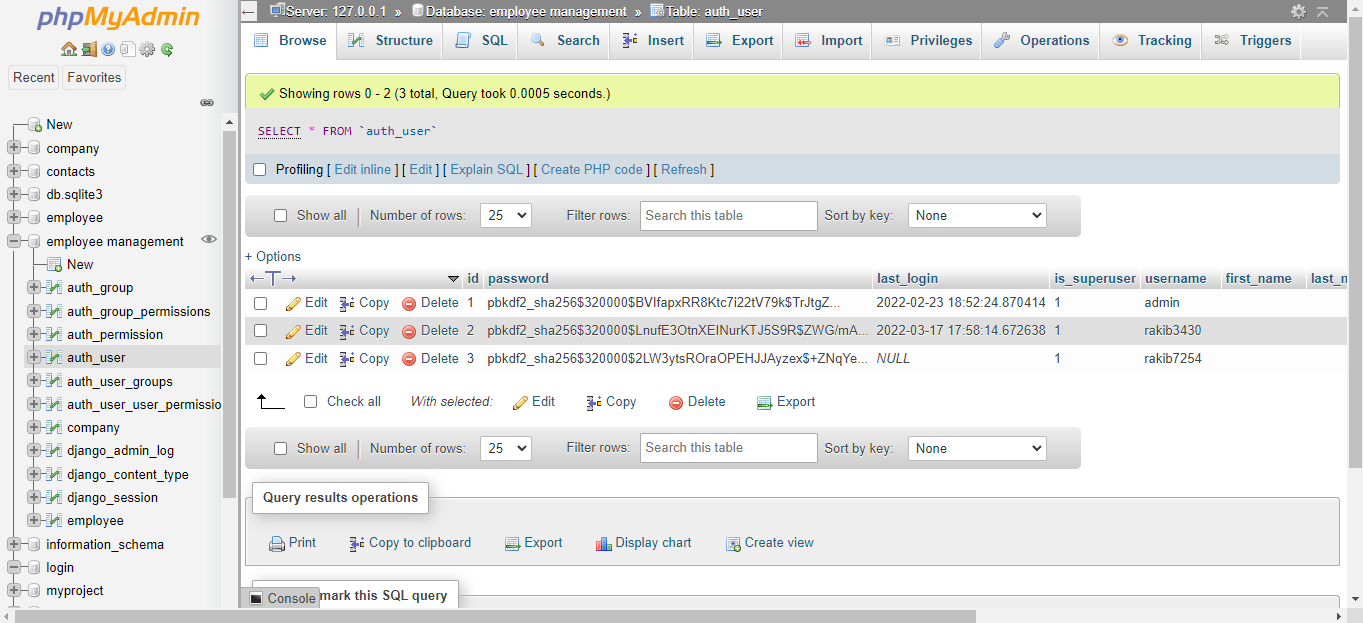 phpMyAdmin
Recent Favorites
New
company
contacts
db.sqlite3
employee
employee management
New
auth_group
auth_group_permissions
auth_permission
auth_user
auth_user_groups
auth_user_user_permissio
company
django_admin_log
django_content_type
django_session
employee
information_schema
login
myproject
Server: 127.0.0.1 » Database: employee management » Table: auth_user
Browse Structure SQL Search Insert Export Import Privileges Operations Tracking Triggers
Showing rows 0 - 2 (3 total, Query took 0.0005 seconds.)
SELECT * FROM `auth_user`
Profiling [ Edit inline ] [ Edit ] [ Explain SQL ] [ Create PHP code ] [ Refresh ]
Show all Number of rows: 25 Filter rows: Search this table Sort by key: None
+ Options
←T→ id password last_login is_superuser username first_name last_n
Edit Copy Delete 1 pbkdf2_sha256$320000$BVIfapxRR8Ktc7i22tV79k$TrJtgZ... 2022-02-23 18:52:24.870414 1 admin
Edit Copy Delete 2 pbkdf2_sha256$320000$LnufE3OtnXEINurKTJ5S9R$ZWG/mA... 2022-03-17 17:58:14.672638 1 rakib3430
Edit Copy Delete 3 pbkdf2_sha256$320000$2LW3ytsROraOPEHJJAyzex$+ZNqYe... NULL 1 rakib7254
Check all With selected: Edit Copy Delete Export
Show all Number of rows: 25 Filter rows: Search this table Sort by key: None
Query results operations
Print Copy to clipboard Export Display chart Create view
Console mark this SQL query